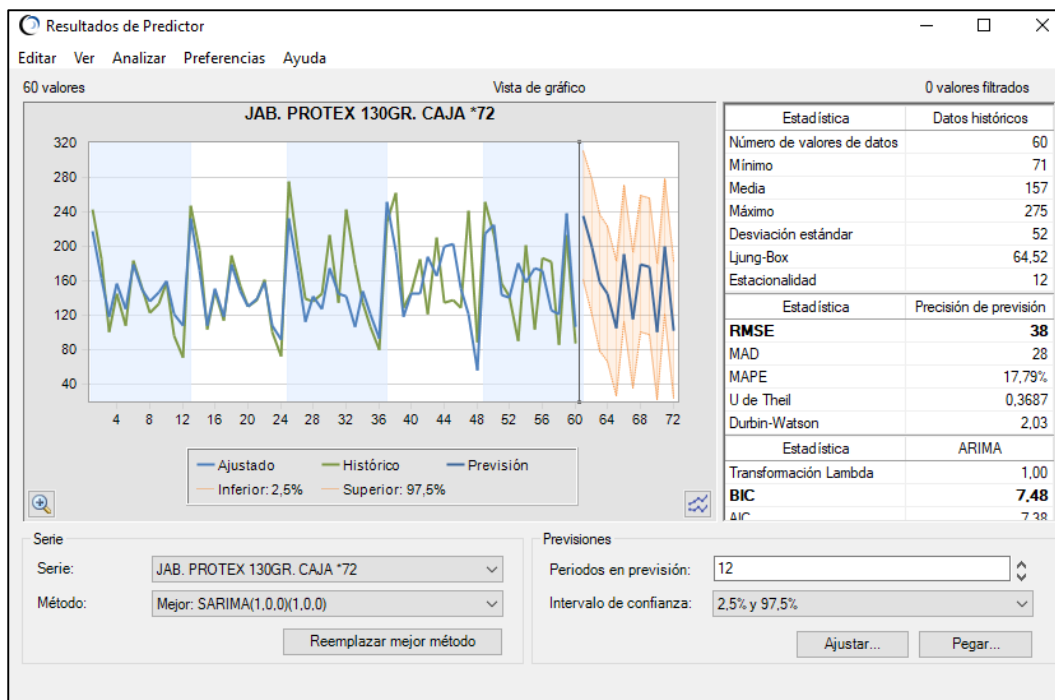 Resultados de Predictor
Editar Ver Analizar Preferencias Ayuda
60 valores Vista de gráfico 0 valores filtrados
JAB. PROTEX 130GR. CAJA *72
320
280
240
200
160
120
80
40
4 8 12 16 20 24 28 32 36 40 44 48 52 56 60 64 68 72
Ajustado Histórico Previsión
Inferior: 2,5% Superior: 97,5%
Estadística Datos históricos
Número de valores de datos 60
Mínimo 71
Media 157
Máximo 275
Desviación estándar 52
Ljung-Box 64,52
Estacionalidad 12
Estadística Precisión de previsión
RMSE 38
MAD 28
MAPE 17,79%
U de Theil 0,3687
Durbin-Watson 2,03
Estadística ARIMA
Transformación Lambda 1,00
BIC 7,48
AIC 7,38
Serie
Serie: JAB. PROTEX 130GR. CAJA *72
Método: Mejor: SARIMA(1,0,0)(1,0,0)
Reemplazar mejor método
Previsiones
Periodos en previsión: 12
Intervalo de confianza: 2,5% y 97,5%
Ajustar... Pegar...